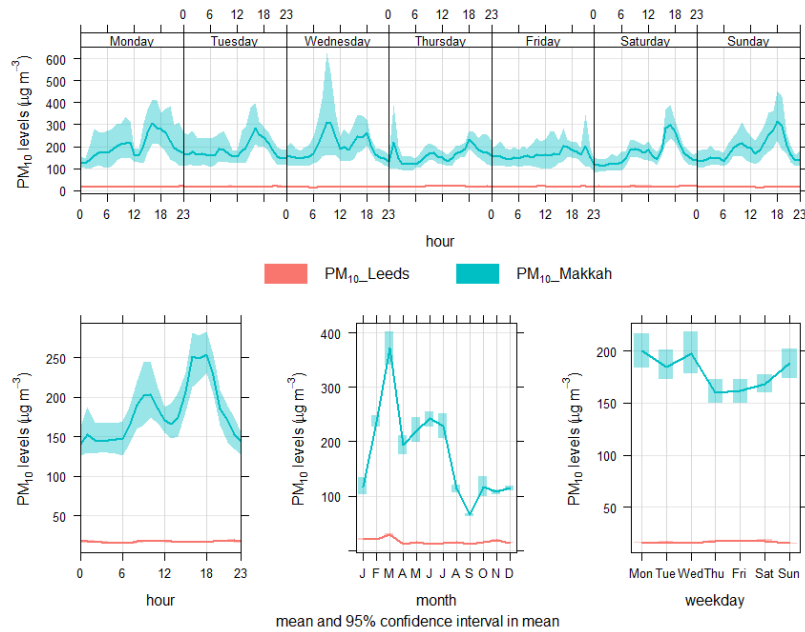 0 6 12 18 23 0 6 12 18 23 0 6 12 18 23
Monday Tuesday Wednesday Thursday Friday Saturday Sunday
600
500
400
300
200
100
0
PM10 levels (μg m−3)
0 6 12 18 23 0 6 12 18 23 0 6 12 18 23 0 6 12 18 23
hour
PM10_Leeds PM10_Makkah
250
200
150
100
50
PM10 levels (μg m−3)
0 6 12 18 23
hour
400
300
200
100
PM10 levels (μg m−3)
J F M A M J J A S O N D
month
200
150
100
50
PM10 levels (μg m−3)
Mon Tue Wed Thu Fri Sat Sun
weekday
mean and 95% confidence interval in mean